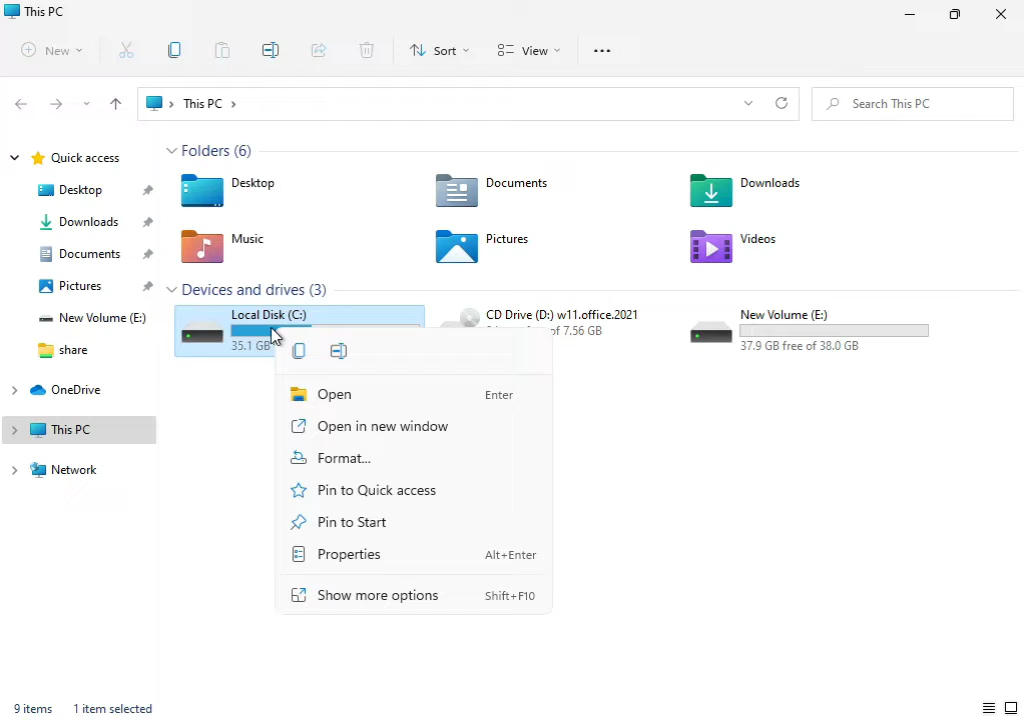 This PC
New
Sort
View
This PC
Search This PC
Quick access
Desktop
Downloads
Documents
Pictures
New Volume (E:)
share
OneDrive
This PC
Network
Folders (6)
Desktop
Documents
Downloads
Music
Pictures
Videos
Devices and drives (3)
Local Disk (C:)
35.1 GB
CD Drive (D:) w11.office.2021
of 7.56 GB
New Volume (E:)
37.9 GB free of 38.0 GB
Open Enter
Open in new window
Format...
Pin to Quick access
Pin to Start
Properties Alt+Enter
Show more options Shift+F10
9 items 1 item selected